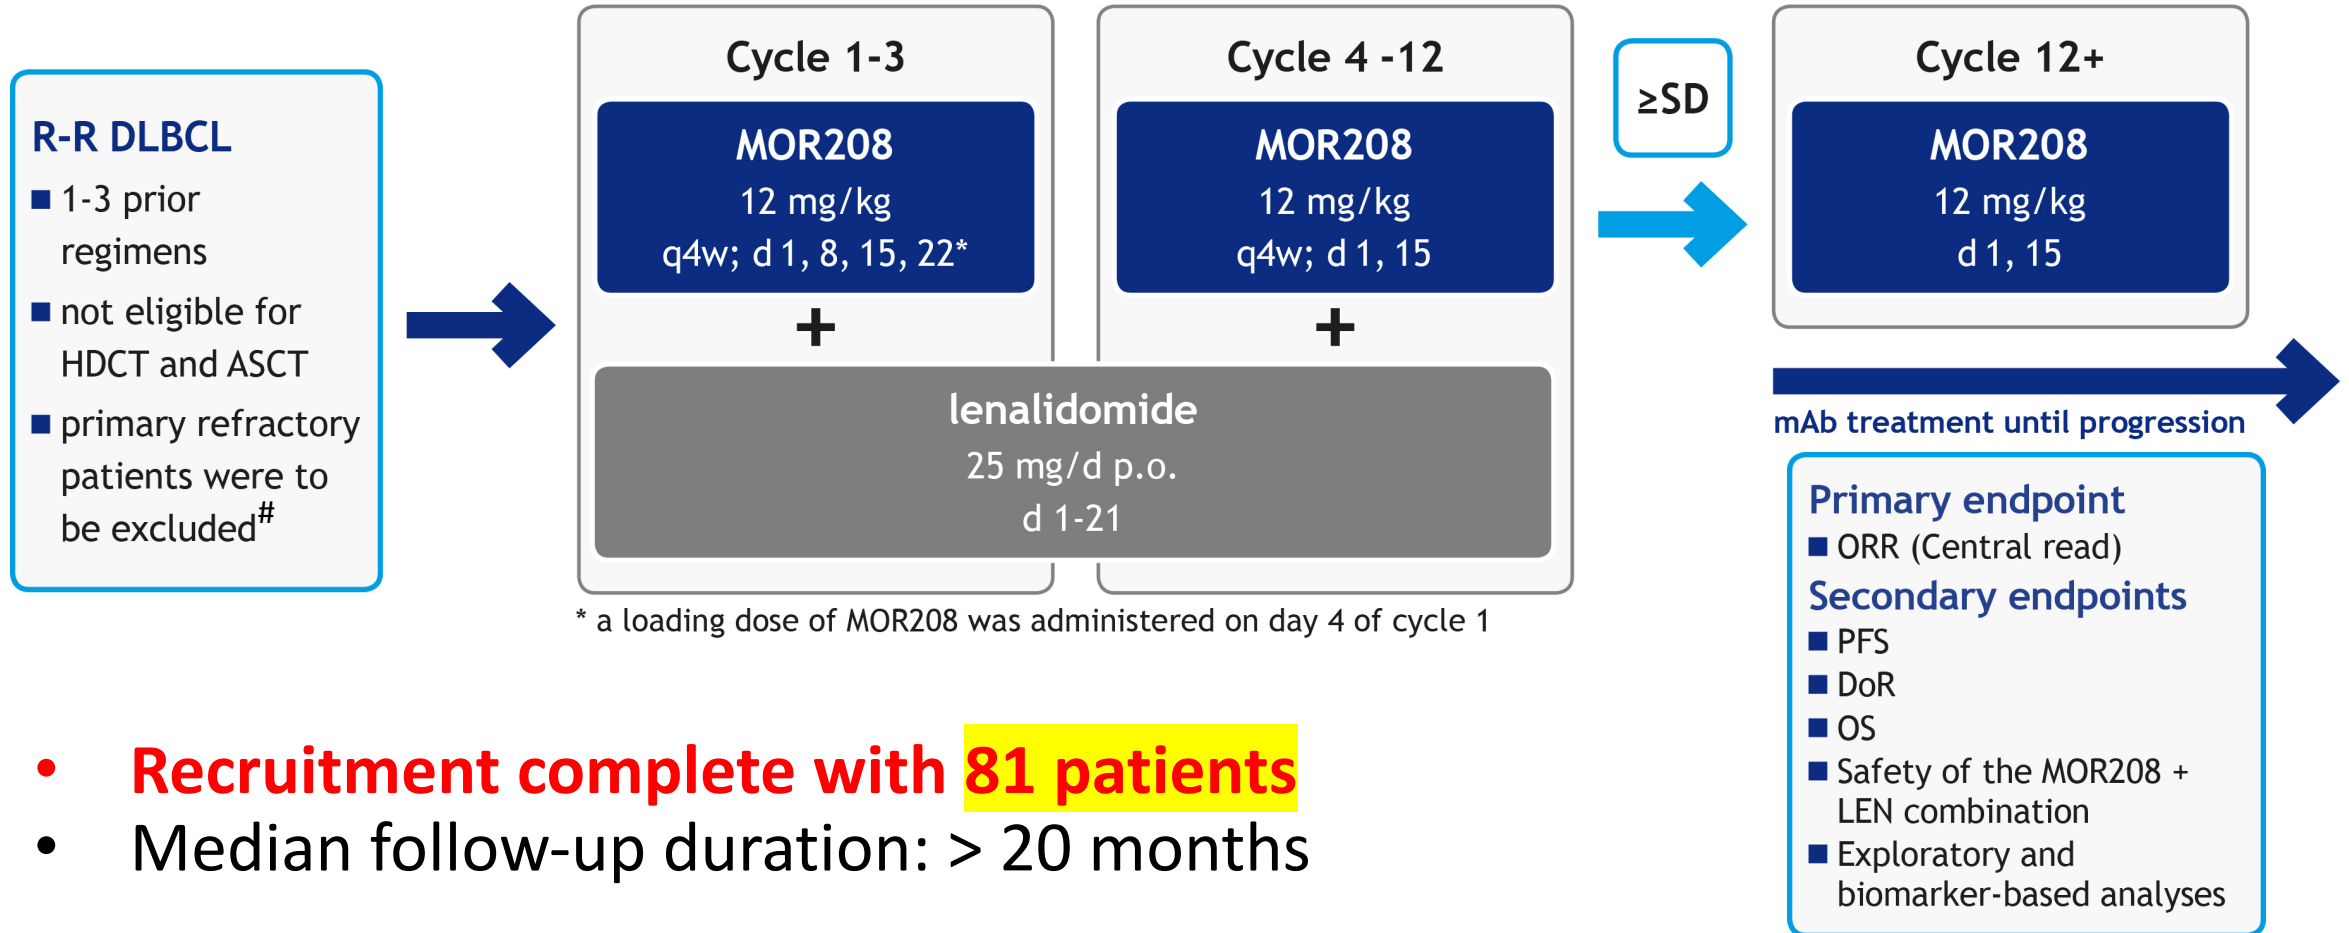 R-R DLBCL
■ 1-3 prior
regimens
■ not eligible for
HDCT and ASCT
■ primary refractory
patients were to
be excluded#
Cycle 1-3
MOR208
12 mg/kg
q4w; d 1, 8, 15, 22*
+
Cycle 4 -12
MOR208
12 mg/kg
q4w; d 1, 15
+
lenalidomide
25 mg/d p.o.
d 1-21
* a loading dose of MOR208 was administered on day 4 of cycle 1
≥SD
Cycle 12+
MOR208
12 mg/kg
d 1, 15
mAb treatment until progression
Primary endpoint
■ ORR (Central read)
Secondary endpoints
■ PFS
■ DoR
■ OS
■ Safety of the MOR208 +
LEN combination
■ Exploratory and
biomarker-based analyses
• Recruitment complete with 81 patients
• Median follow-up duration: > 20 months